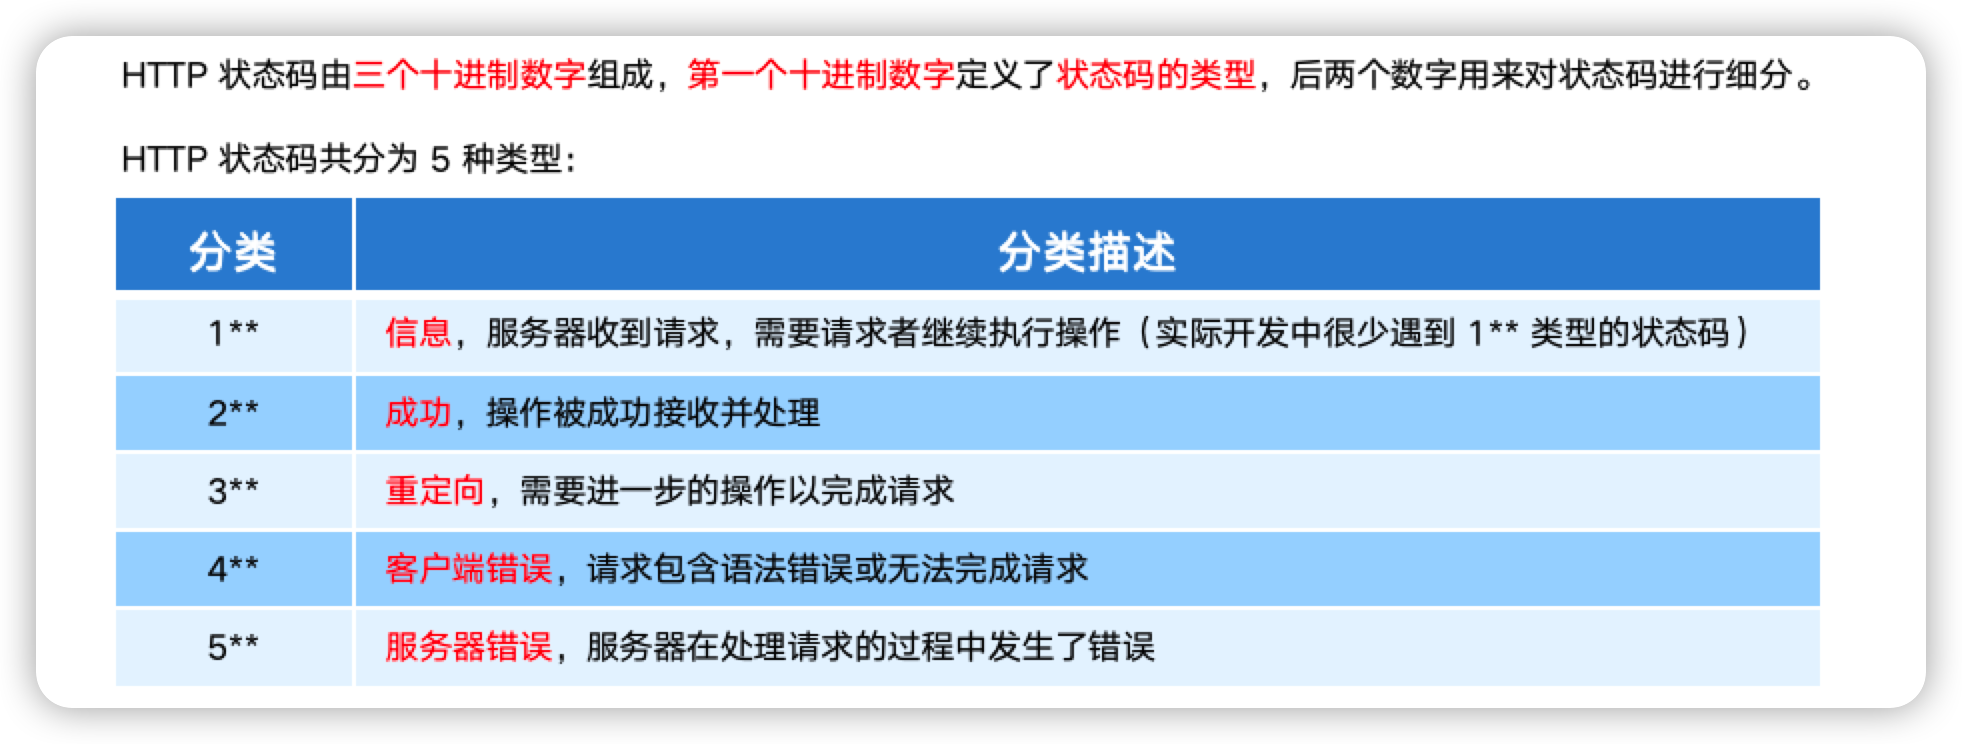 HTTP 状态码由三个十进制数字组成，第一个十进制数字定义了状态码的类型，后两个数字用来对状态码进行细分。
HTTP 状态码共分为 5 种类型：
分类 分类描述
1** 信息，服务器收到请求，需要请求者继续执行操作（实际开发中很少遇到 1** 类型的状态码）
2** 成功，操作被成功接收并处理
3** 重定向，需要进一步的操作以完成请求
4** 客户端错误，请求包含语法错误或无法完成请求
5** 服务器错误，服务器在处理请求的过程中发生了错误